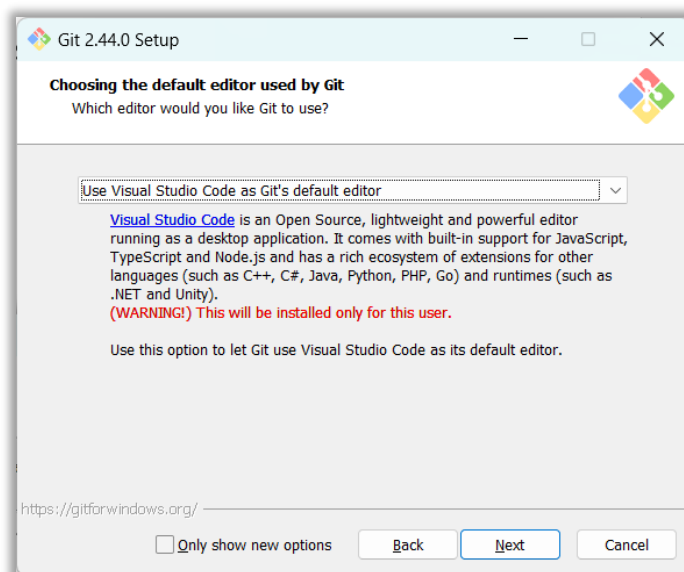 Git 2.44.0 Setup
Choosing the default editor used by Git
Which editor would you like Git to use?
Use Visual Studio Code as Git's default editor
Visual Studio Code is an Open Source, lightweight and powerful editor
running as a desktop application. It comes with built-in support for JavaScript,
TypeScript and Node.js and has a rich ecosystem of extensions for other
languages (such as C++, C#, Java, Python, PHP, Go) and runtimes (such as
.NET and Unity).
(WARNING!) This will be installed only for this user.
Use this option to let Git use Visual Studio Code as its default editor.
https://gitforwindows.org/
Only show new options Back Next Cancel